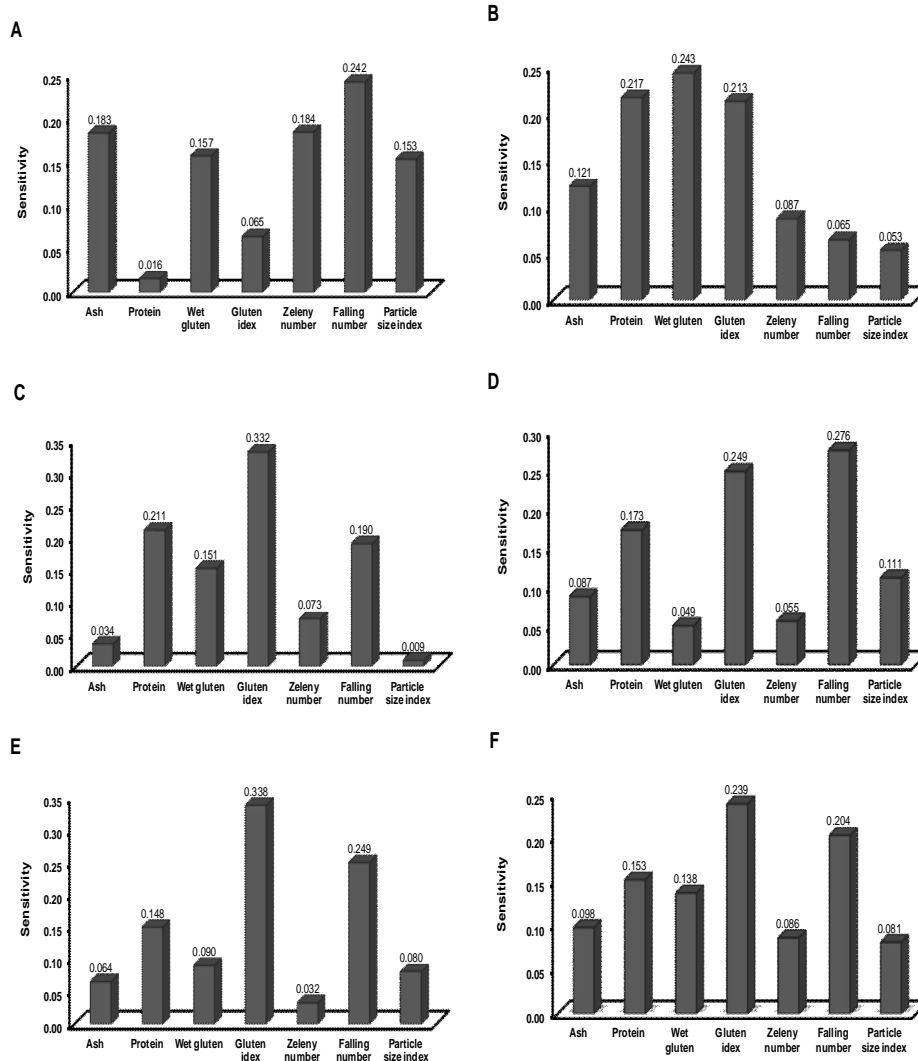 A
Sensitivity
0.25
0.20
0.15
0.10
0.05
0.00
0.183
0.016
0.157
0.065
0.184
0.242
0.153
Ash
Protein
Wet
gluten
Gluten
idex
Zeleny
number
Falling
number
Particle
size index
B
Sensitivity
0.25
0.20
0.15
0.10
0.05
0.00
0.121
0.217
0.243
0.213
0.087
0.065
0.053
Ash
Protein
Wet gluten
Gluten
idex
Zeleny
number
Falling
number
Particle
size index
C
Sensitivity
0.35
0.30
0.25
0.20
0.15
0.10
0.05
0.00
0.034
0.211
0.151
0.332
0.073
0.190
0.009
Ash
Protein
Wet gluten
Gluten
idex
Zeleny
number
Falling
number
Particle
size index
D
Sensitivity
0.30
0.25
0.20
0.15
0.10
0.05
0.00
0.087
0.173
0.049
0.249
0.055
0.276
0.111
Ash
Protein
Wet gluten
Gluten
idex
Zeleny
number
Falling
number
Particle
size index
E
Sensitivity
0.35
0.30
0.25
0.20
0.15
0.10
0.05
0.00
0.064
0.148
0.090
0.338
0.032
0.249
0.080
Ash
Protein
Wet gluten
Gluten
idex
Zeleny
number
Falling
number
Particle
size index
F
Sensitivity
0.25
0.20
0.15
0.10
0.05
0.00
0.098
0.153
0.138
0.239
0.086
0.204
0.081
Ash
Protein
Wet
gluten
Gluten
idex
Zeleny
number
Falling
number
Particle
size index